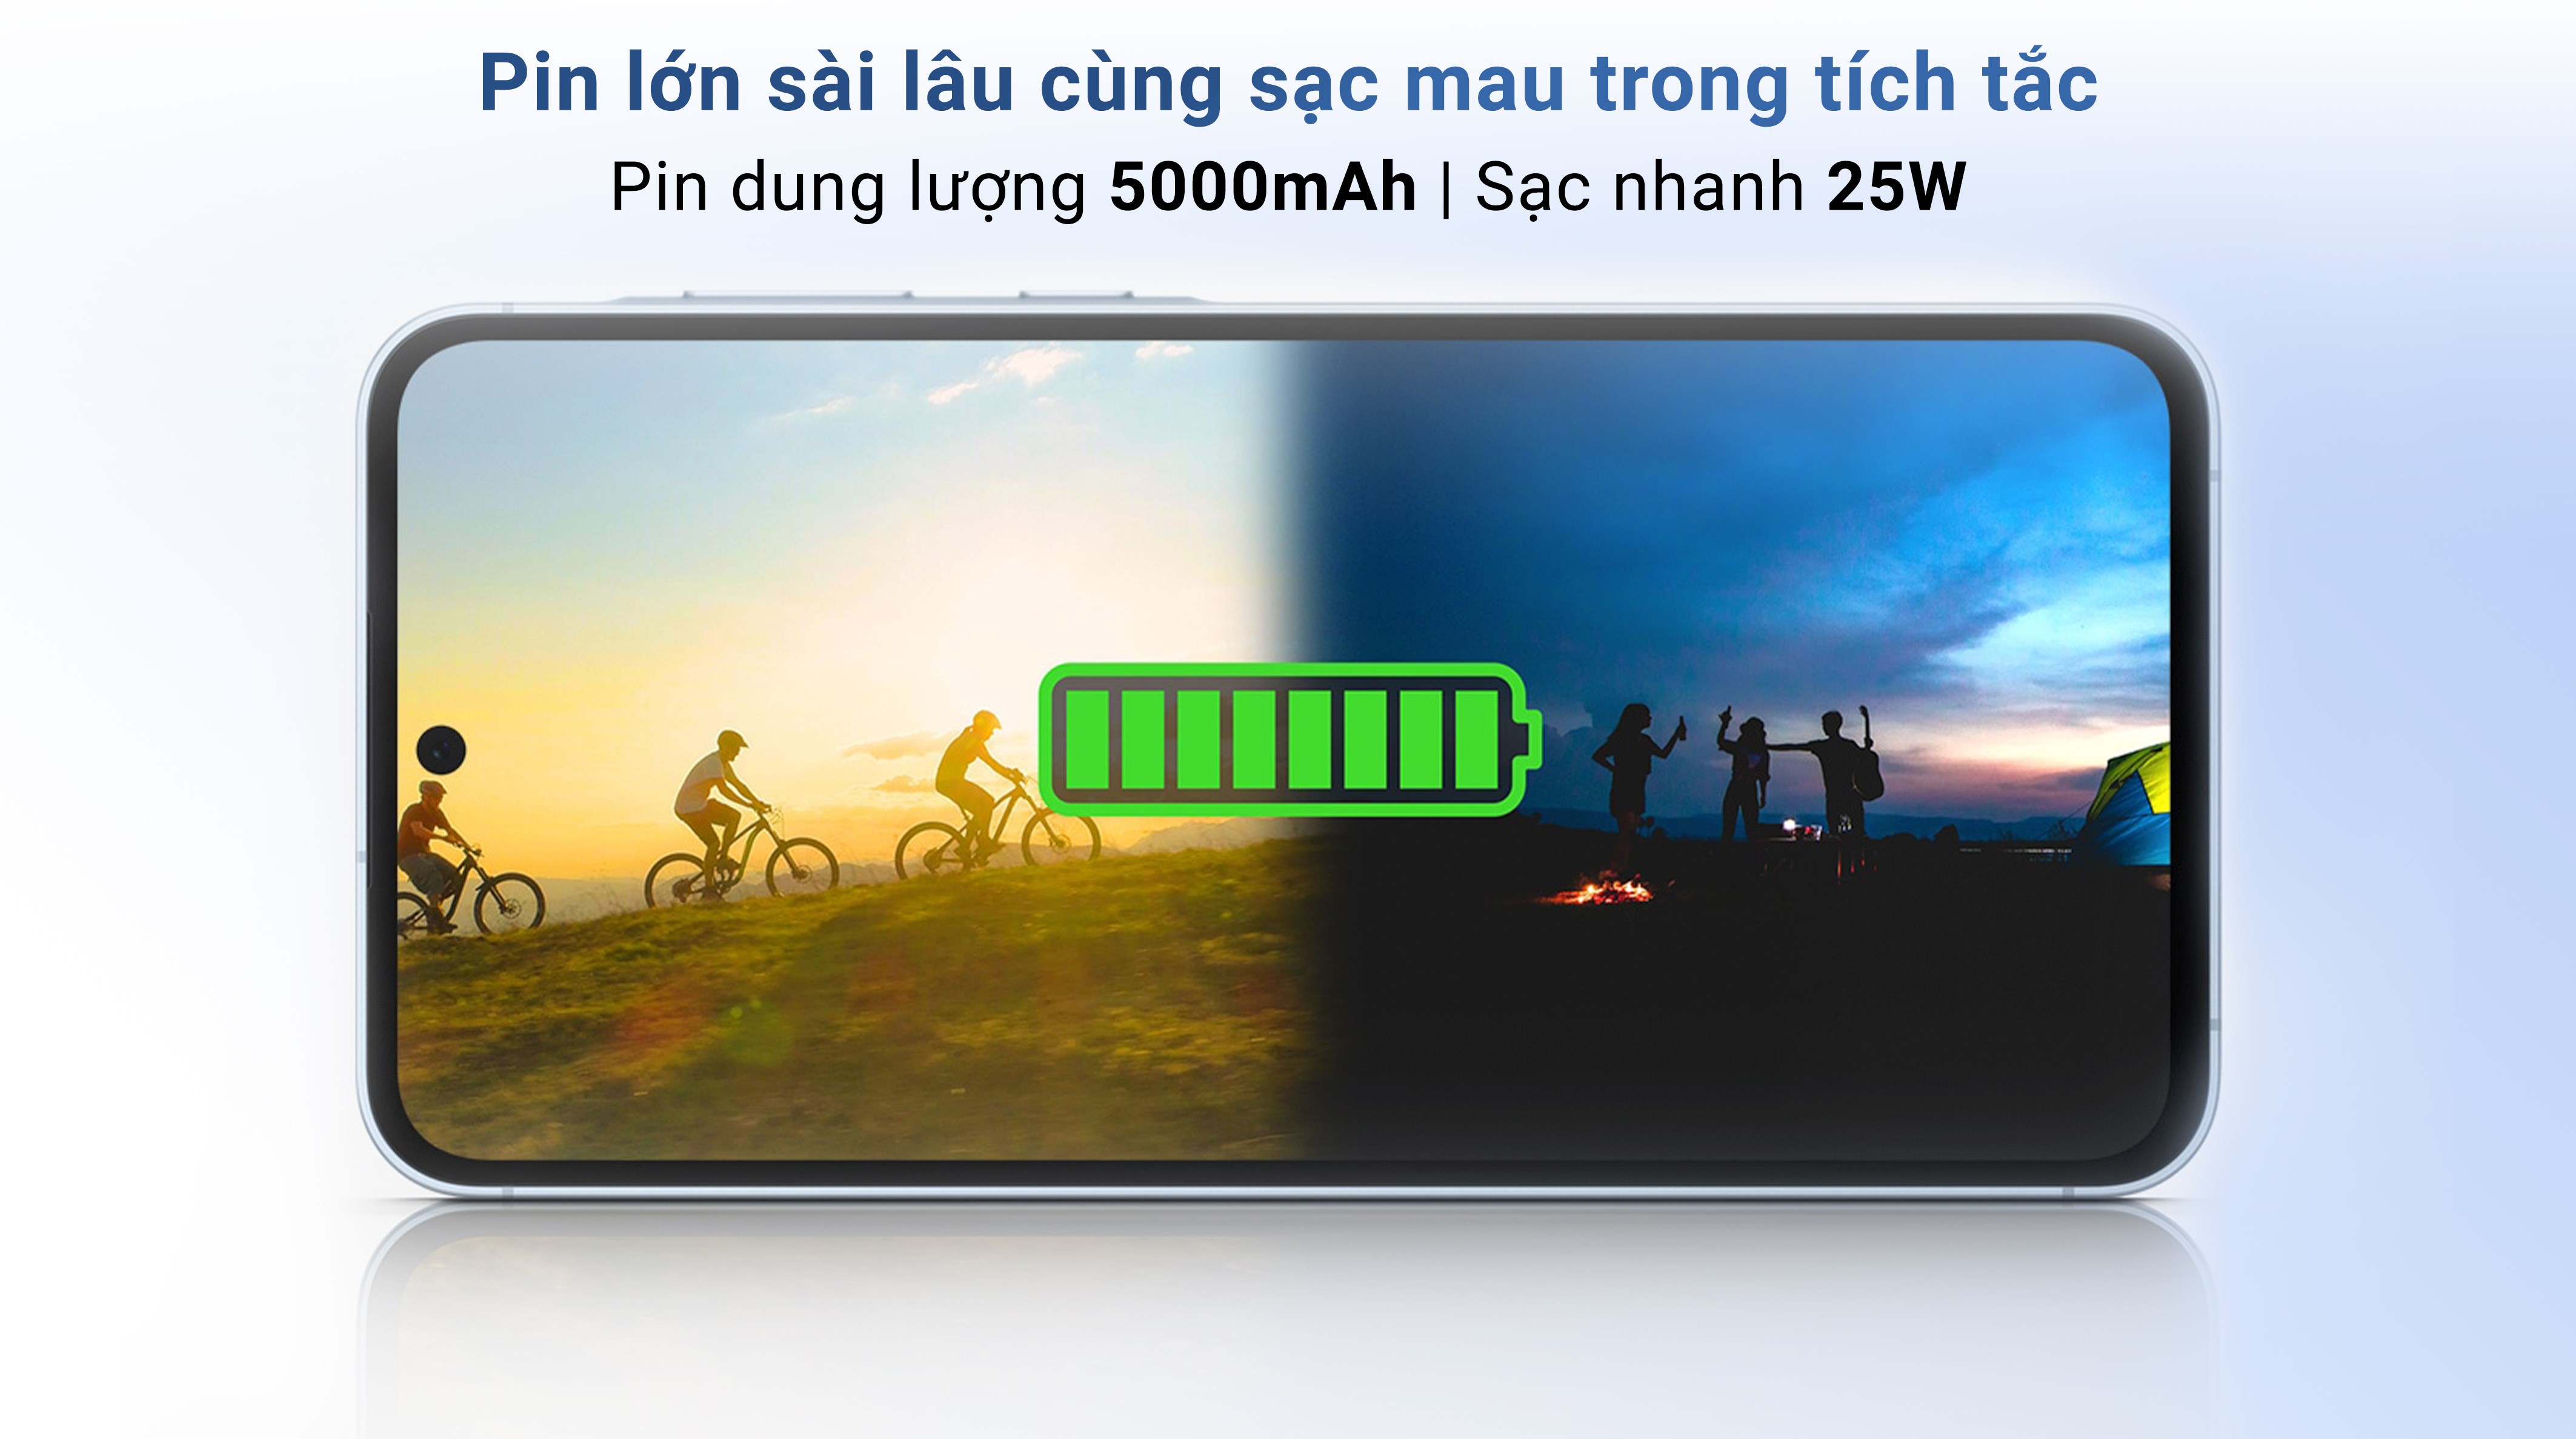 Pin lớn sài lâu cùng sạc mau trong tích tắc
Pin dung lượng 5000mAh | Sạc nhanh 25W